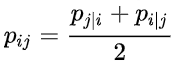 p_{ij} = \frac{p_{j|i} + p_{i|j}}{2}